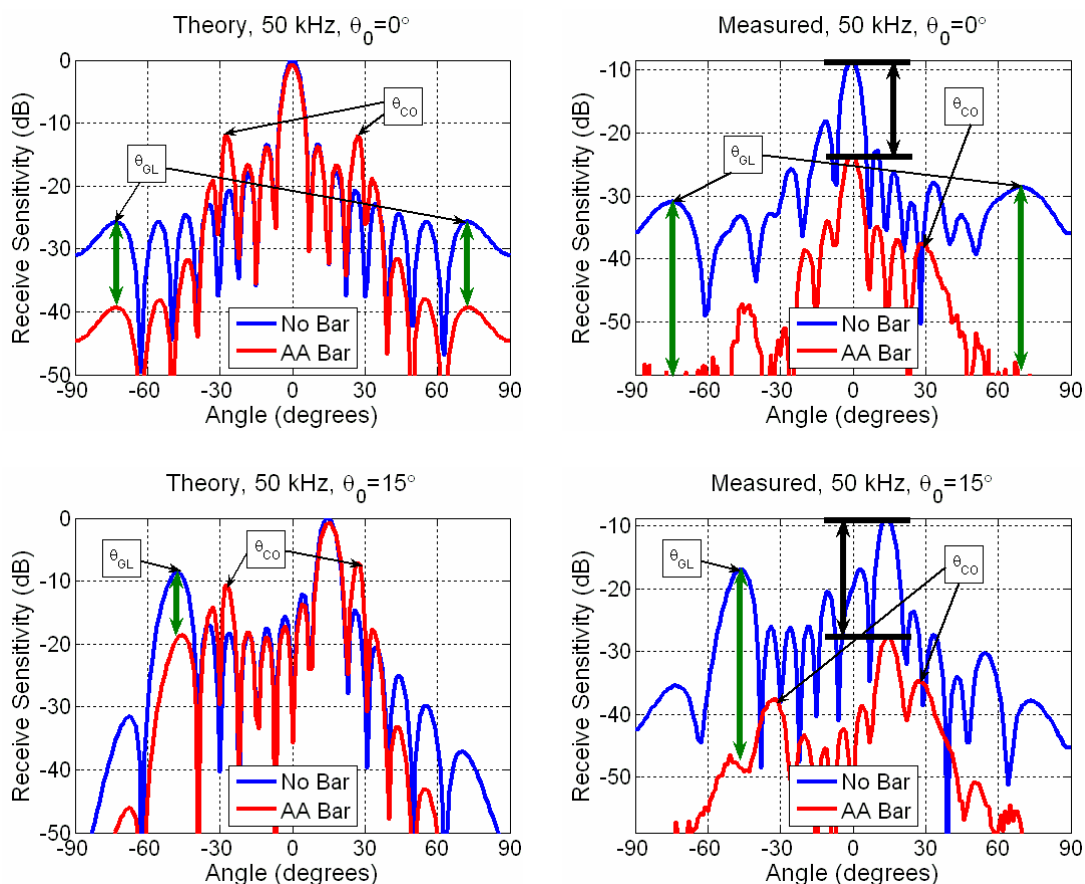 Theory, 50 kHz, θ0=0°
Receive Sensitivity (dB)
0
-10
-20
-30
-40
-50
θCO
θGL
No Bar
AA Bar
-90 -60 -30 0 30 60 90
Angle (degrees)
Measured, 50 kHz, θ0=0°
Receive Sensitivity (dB)
-10
-20
-30
-40
-50
θCO
θGL
No Bar
AA Bar
-90 -60 -30 0 30 60 90
Angle (degrees)
Theory, 50 kHz, θ0=15°
Receive Sensitivity (dB)
0
-10
-20
-30
-40
-50
θGL
θCO
No Bar
AA Bar
-90 -60 -30 0 30 60 90
Angle (degrees)
Measured, 50 kHz, θ0=15°
Receive Sensitivity (dB)
-10
-20
-30
-40
-50
θGL
θCO
No Bar
AA Bar
-90 -60 -30 0 30 60 90
Angle (degrees)